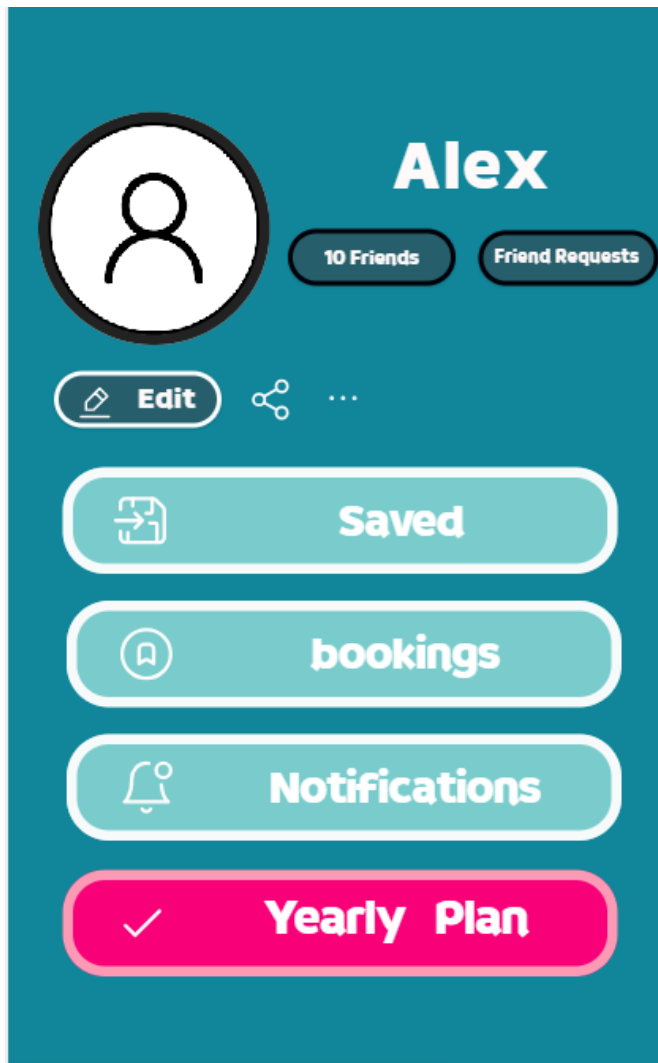 Alex
10 Friends
Friend Requests
Edit
Saved
bookings
Notifications
Yearly Plan